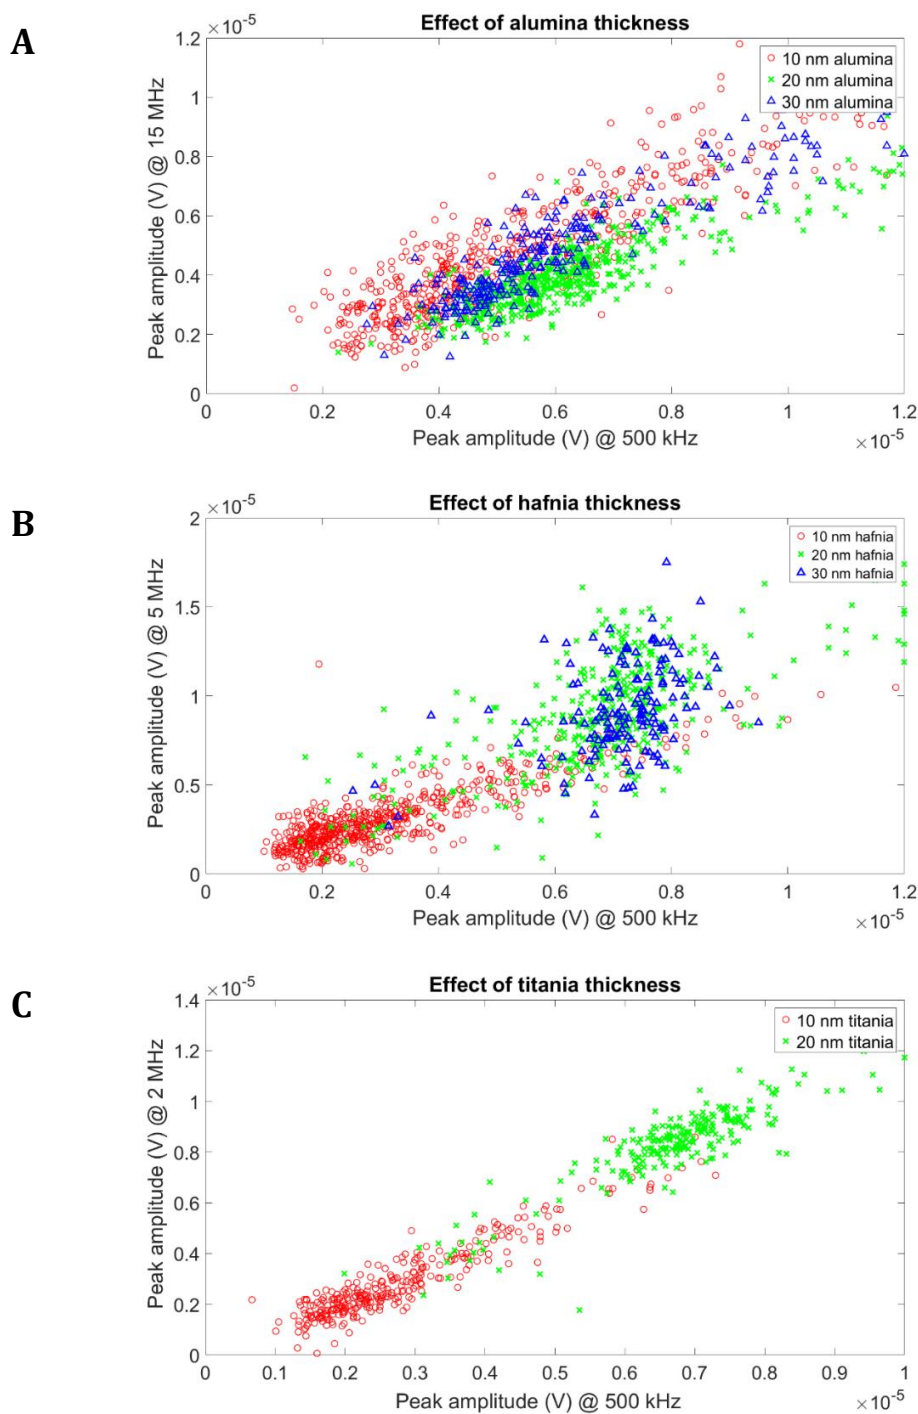 A
Effect of alumina thickness
×10⁻⁵
1.2
1
0.8
0.6
0.4
0.2
0
Peak amplitude (V) @ 15 MHz
10 nm alumina
20 nm alumina
30 nm alumina
0 0.2 0.4 0.6 0.8 1 1.2
Peak amplitude (V) @ 500 kHz
×10⁻⁵
B
Effect of hafnia thickness
×10⁻⁵
2
1.5
1
0.5
0
Peak amplitude (V) @ 5 MHz
10 nm hafnia
20 nm hafnia
30 nm hafnia
0 0.2 0.4 0.6 0.8 1 1.2
Peak amplitude (V) @ 500 kHz
×10⁻⁵
C
Effect of titania thickness
×10⁻⁵
1.4
1.2
1
0.8
0.6
0.4
0.2
0
Peak amplitude (V) @ 2 MHz
10 nm titania
20 nm titania
0 0.1 0.2 0.3 0.4 0.5 0.6 0.7 0.8 0.9 1
Peak amplitude (V) @ 500 kHz
×10⁻⁵